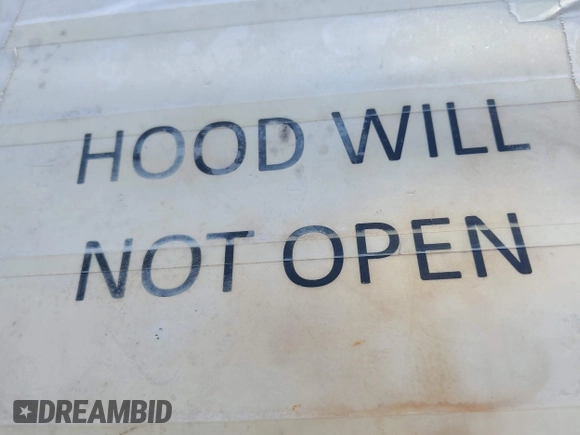 HOOD WILL
NOT OPEN
DREAMBID